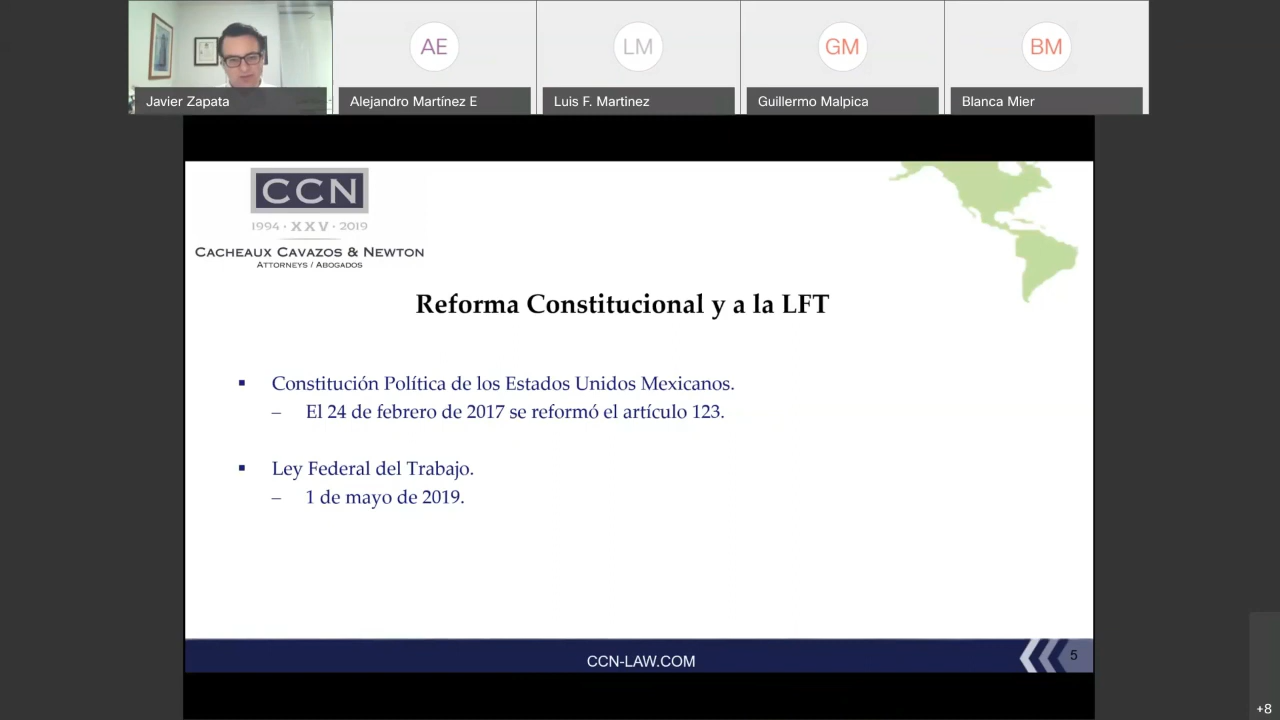 AE
LM
GM
BM
Javier Zapata
Alejandro Martínez E
Luis F. Martinez
Guillermo Malpica
Blanca Mier
CCN
1994 · XXV · 2019
CACHEAUX CAVAZOS & NEWTON
ATTORNEYS / ABOGADOS
Reforma Constitucional y a la LFT
▪ Constitución Política de los Estados Unidos Mexicanos.
– El 24 de febrero de 2017 se reformó el artículo 123.
▪ Ley Federal del Trabajo.
– 1 de mayo de 2019.
CCN-LAW.COM
5
+8